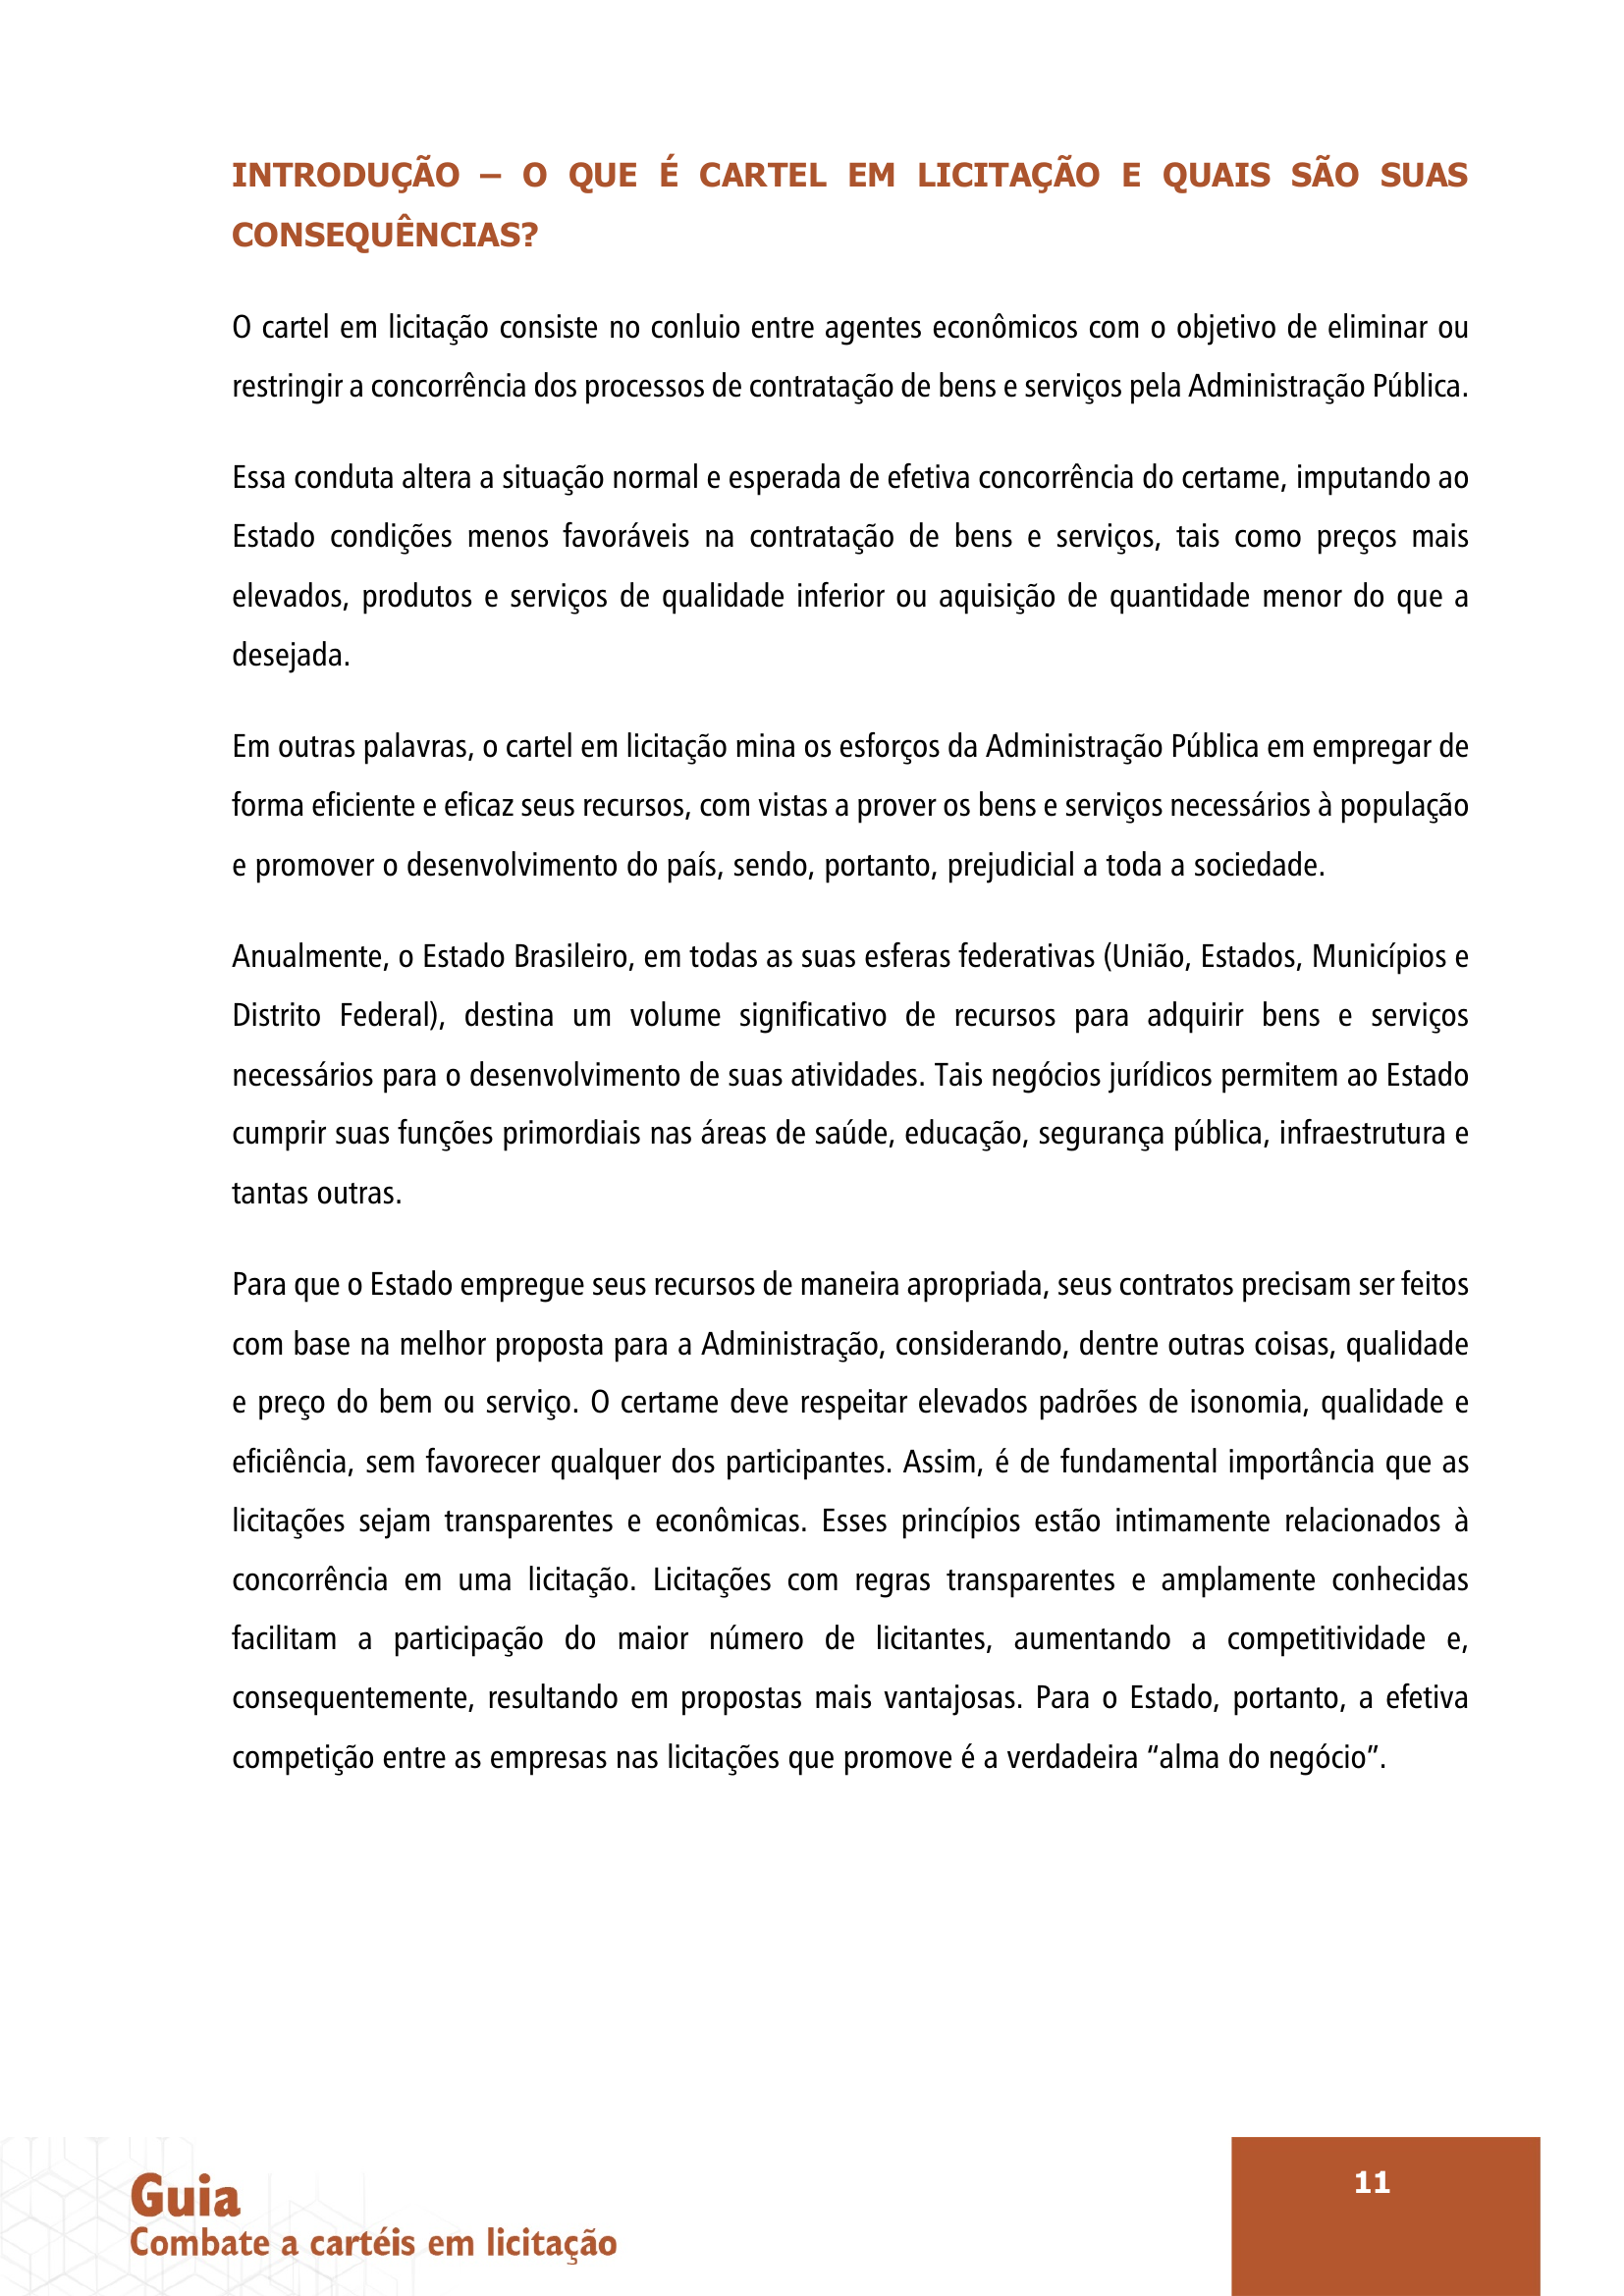 INTRODUÇÃO – O QUE É CARTEL EM LICITAÇÃO E QUAIS SÃO SUAS
CONSEQUÊNCIAS?
O cartel em licitação consiste no conluio entre agentes econômicos com o objetivo de eliminar ou
restringir a concorrência dos processos de contratação de bens e serviços pela Administração Pública.
Essa conduta altera a situação normal e esperada de efetiva concorrência do certame, imputando ao
Estado condições menos favoráveis na contratação de bens e serviços, tais como preços mais
elevados, produtos e serviços de qualidade inferior ou aquisição de quantidade menor do que a
desejada.
Em outras palavras, o cartel em licitação mina os esforços da Administração Pública em empregar de
forma eficiente e eficaz seus recursos, com vistas a prover os bens e serviços necessários à população
e promover o desenvolvimento do país, sendo, portanto, prejudicial a toda a sociedade.
Anualmente, o Estado Brasileiro, em todas as suas esferas federativas (União, Estados, Municípios e
Distrito Federal), destina um volume significativo de recursos para adquirir bens e serviços
necessários para o desenvolvimento de suas atividades. Tais negócios jurídicos permitem ao Estado
cumprir suas funções primordiais nas áreas de saúde, educação, segurança pública, infraestrutura e
tantas outras.
Para que o Estado empregue seus recursos de maneira apropriada, seus contratos precisam ser feitos
com base na melhor proposta para a Administração, considerando, dentre outras coisas, qualidade
e preço do bem ou serviço. O certame deve respeitar elevados padrões de isonomia, qualidade e
eficiência, sem favorecer qualquer dos participantes. Assim, é de fundamental importância que as
licitações sejam transparentes e econômicas. Esses princípios estão intimamente relacionados à
concorrência em uma licitação. Licitações com regras transparentes e amplamente conhecidas
facilitam a participação do maior número de licitantes, aumentando a competitividade e,
consequentemente, resultando em propostas mais vantajosas. Para o Estado, portanto, a efetiva
competição entre as empresas nas licitações que promove é a verdadeira “alma do negócio”.
Guia
Combate a cartéis em licitação
11